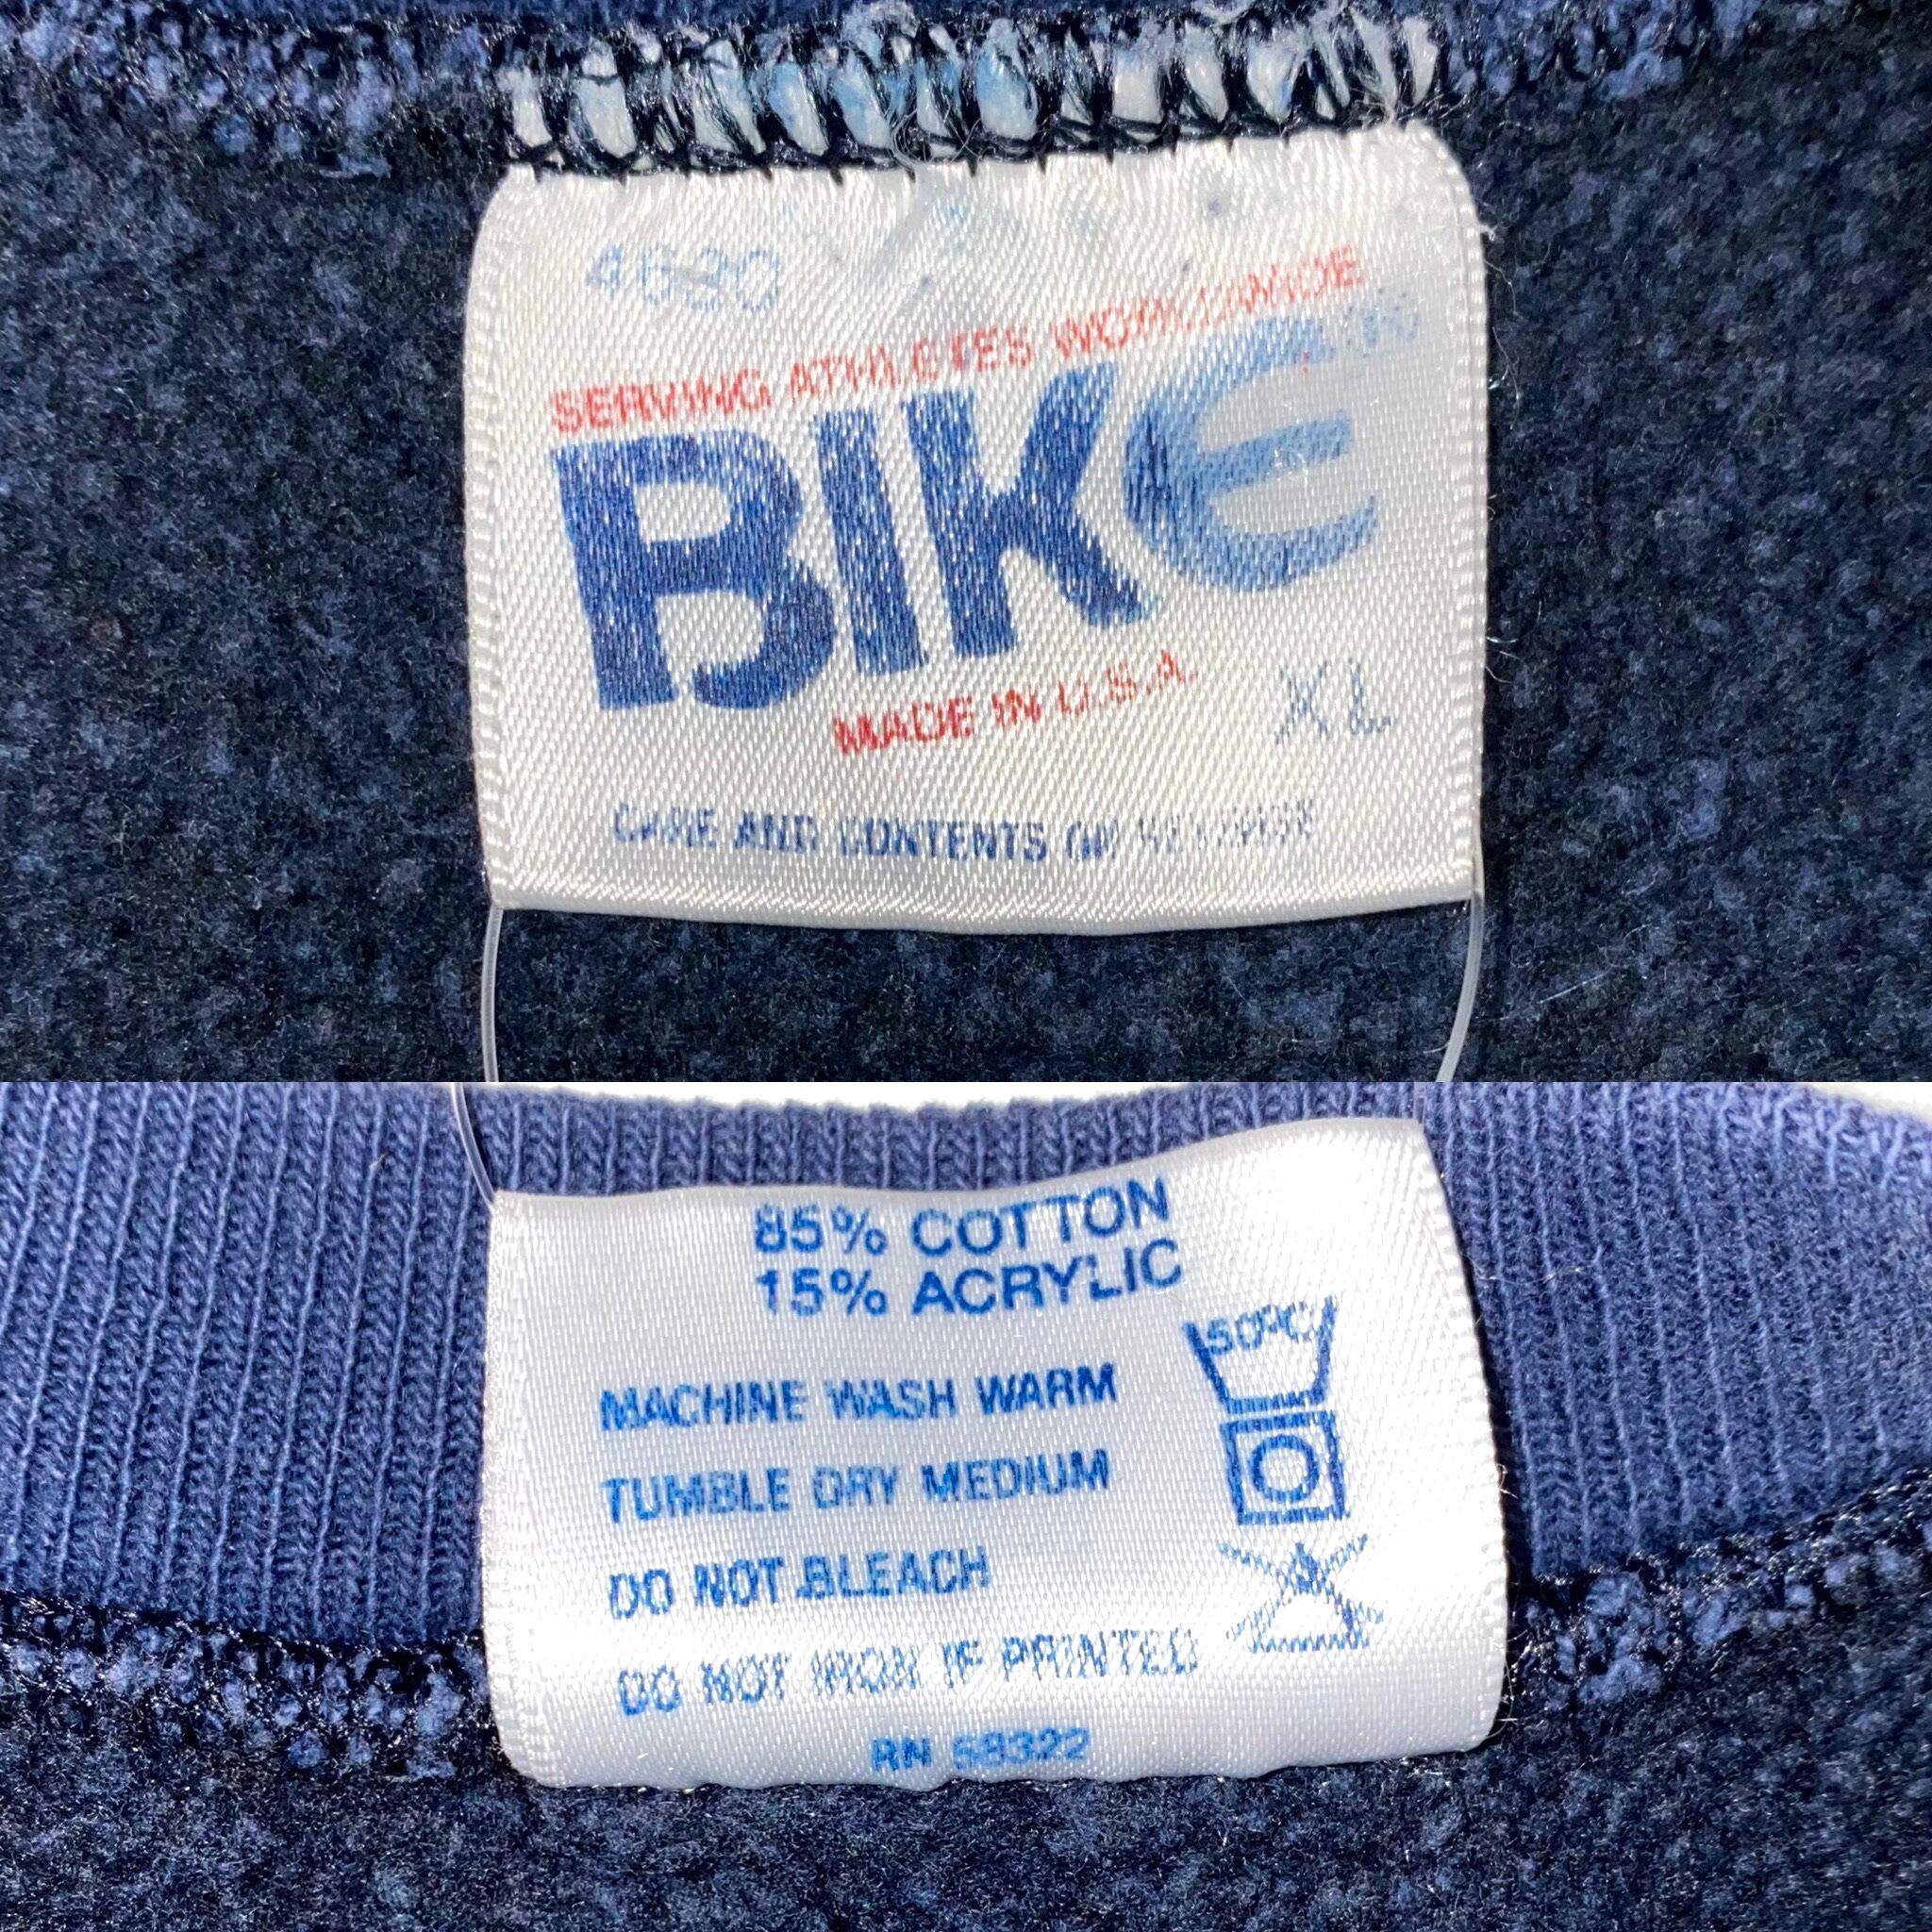 4630
SERVING ATHLETES WORLDWIDE
BIKE
MADE IN U.S.A.
XL
CARE AND CONTENTS ON REVERSE
85% COTTON
15% ACRYLIC
50°C
MACHINE WASH WARM
TUMBLE DRY MEDIUM
DO NOT BLEACH
DO NOT IRON IF PRINTED
RN 58322